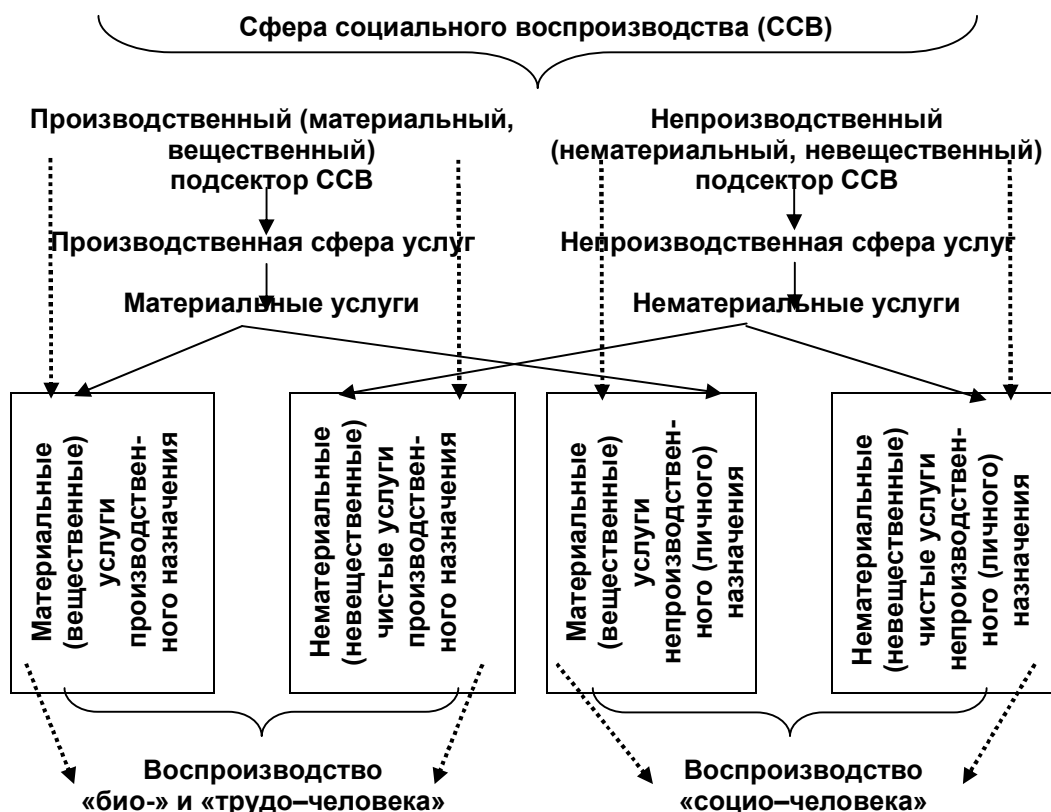 Сфера социального воспроизводства (ССВ)
Производственный (материальный,
вещественный)
подсектор ССВ
Непроизводственный
(нематериальный, невещественный)
подсектор ССВ
Производственная сфера услуг
Непроизводственная сфера услуг
Материальные услуги
Нематериальные услуги
Материальные
(вещественные)
услуги
производствен-
ного назначения
Нематериальные
(невещественные)
чистые услуги
производствен-
ного назначения
Материальные
(вещественные)
услуги
непроизводствен-
ного (личного)
назначения
Нематериальные
(невещественные)
чистые услуги
непроизводствен-
ного (личного)
назначения
Воспроизводство
«био-» и «трудо–человека»
Воспроизводство
«социо–человека»